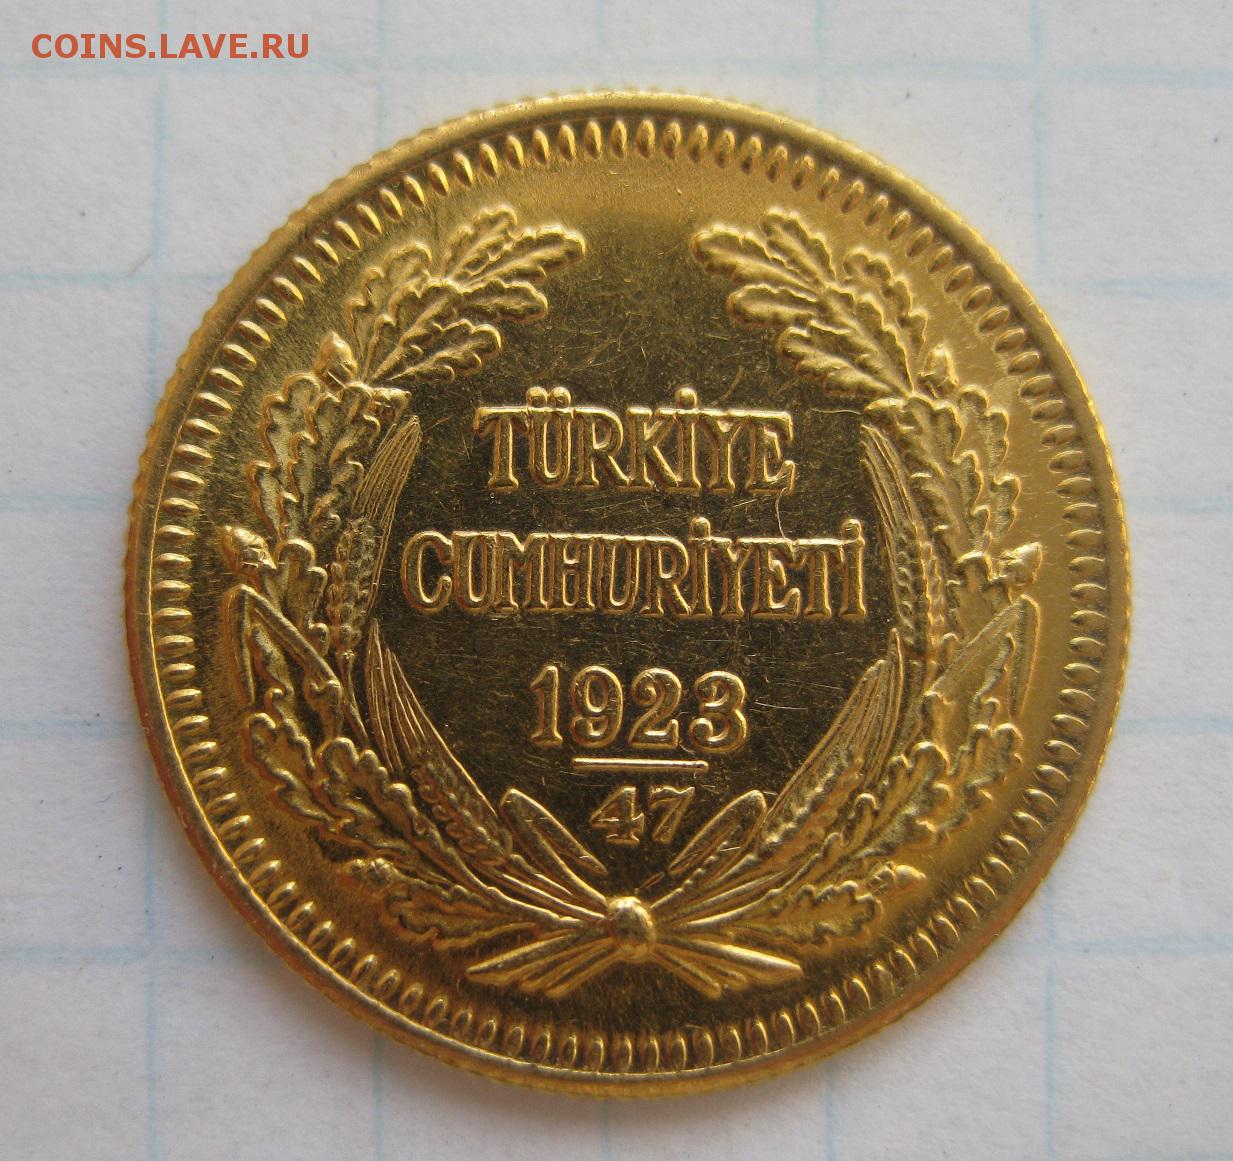 COINS.LAVE.RU
TÜRKİYE
CUMHURİYETİ
1923
47